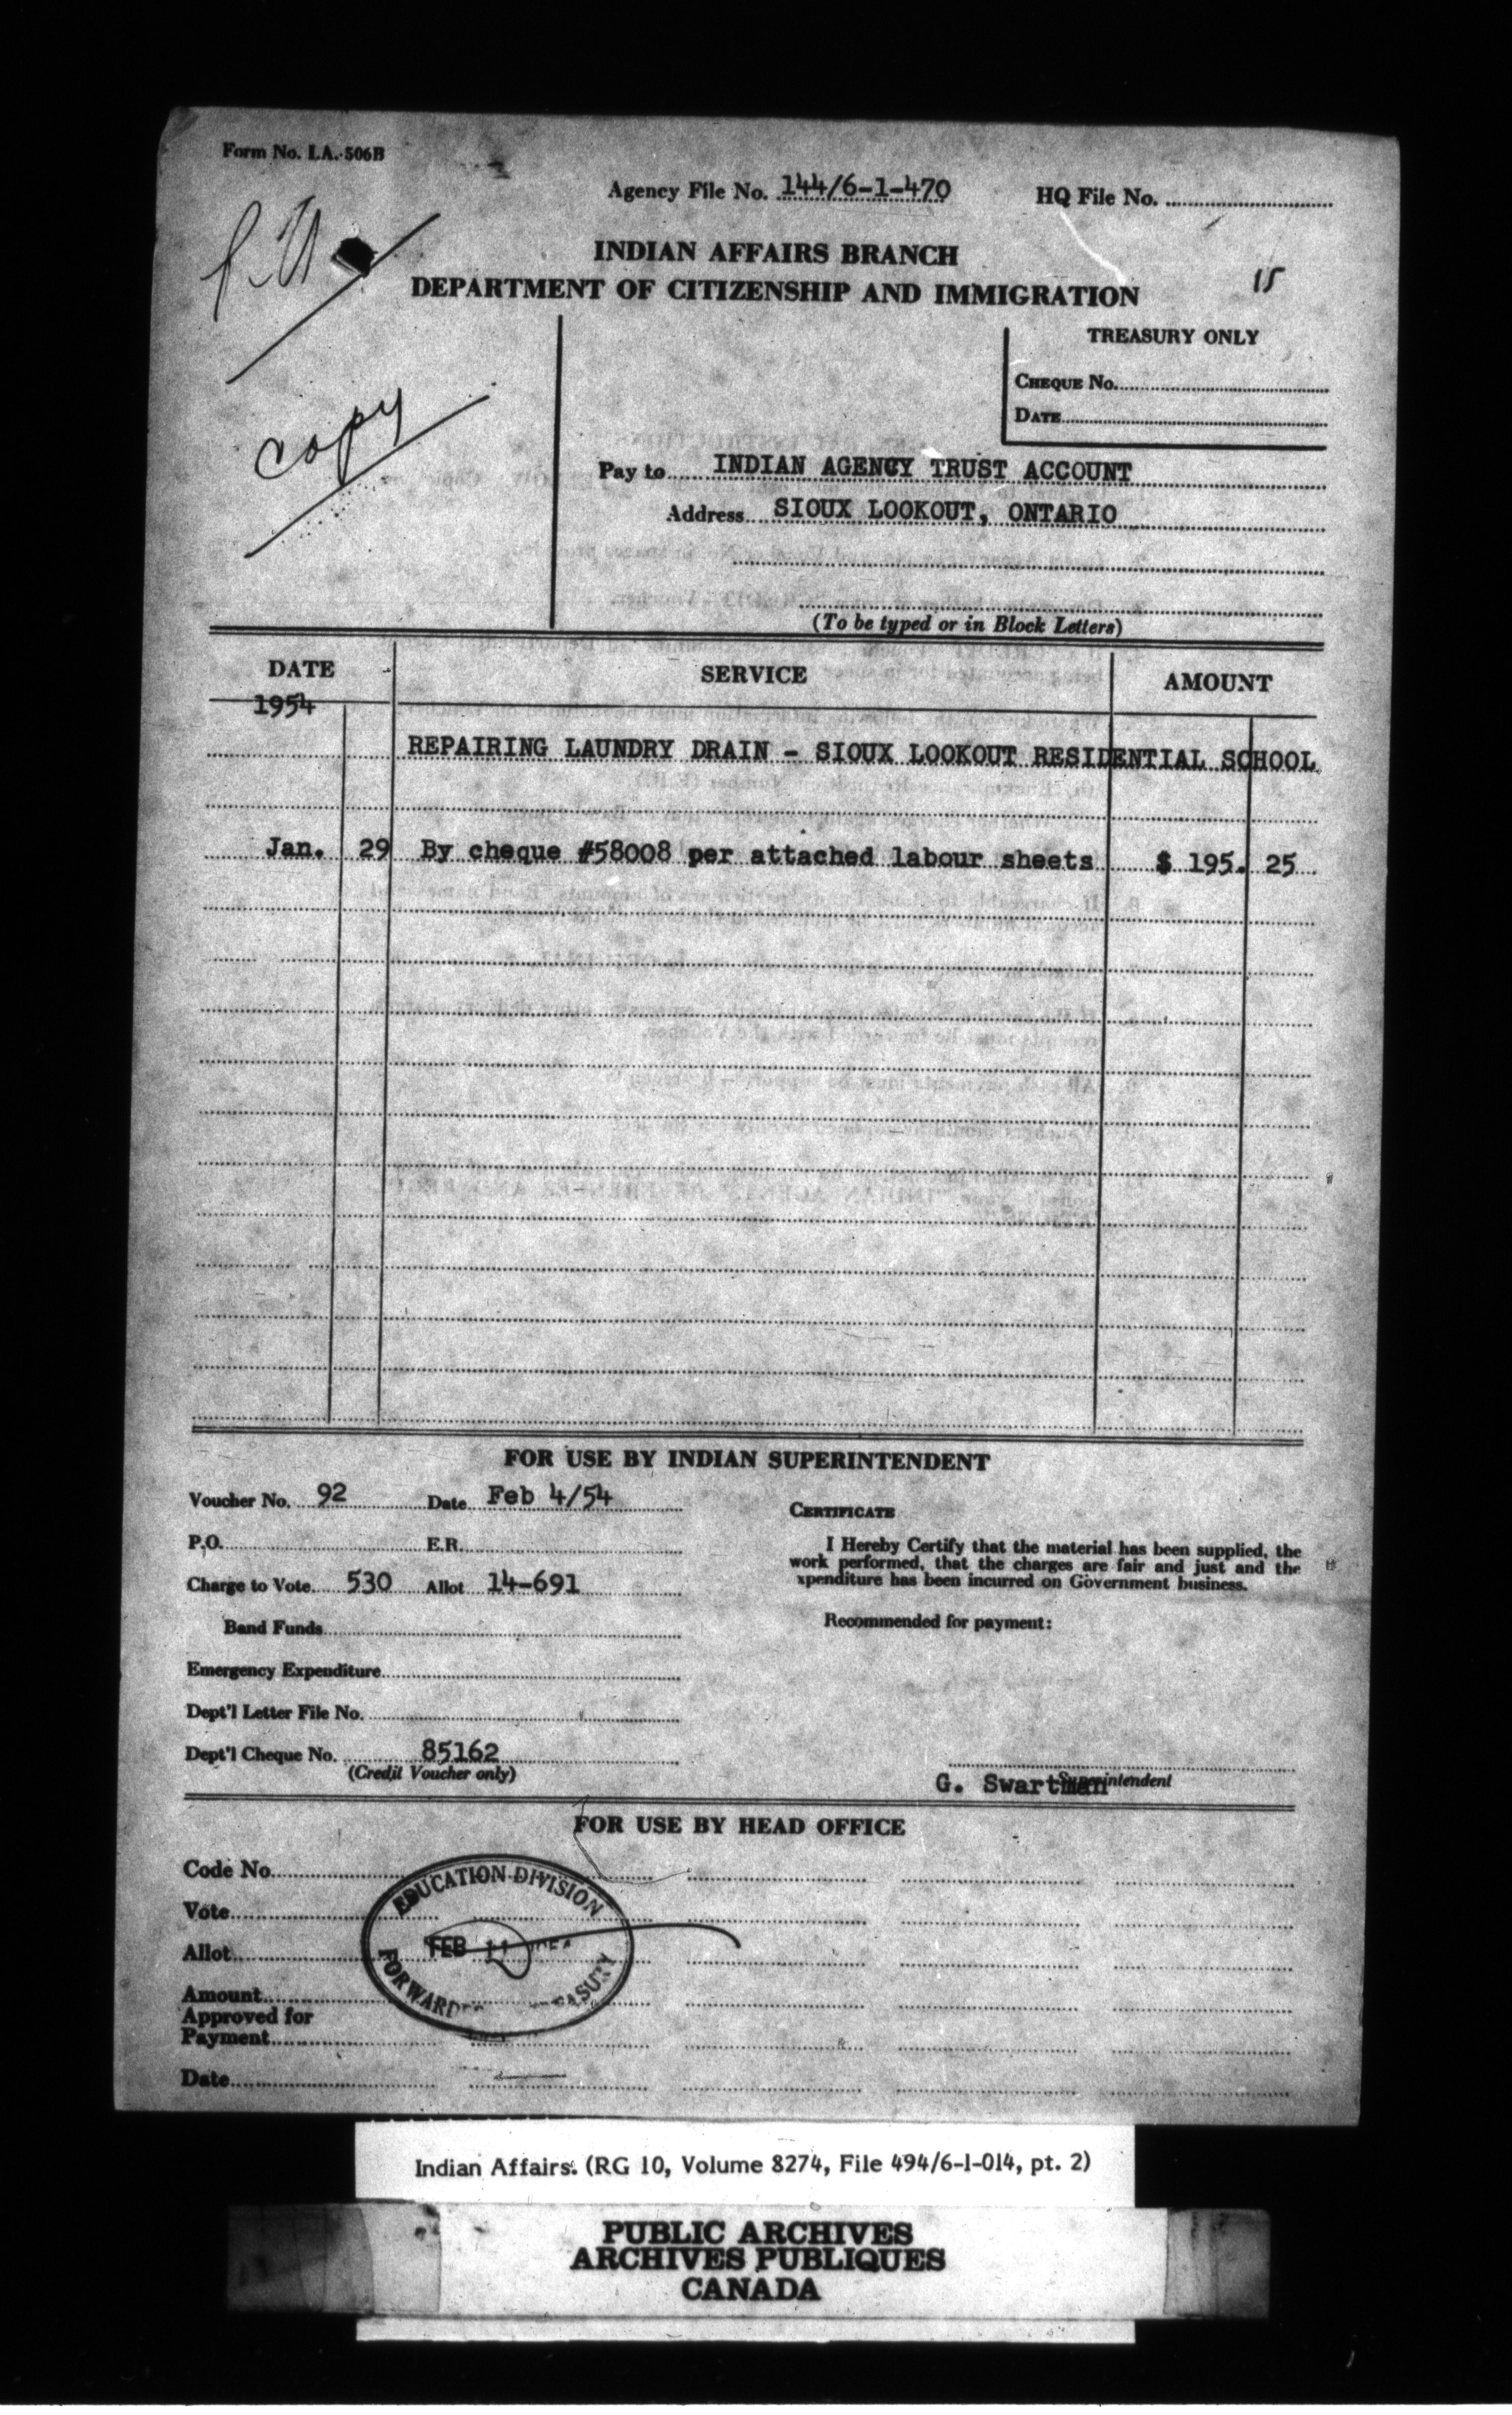 Form No. I.A. 506B
Agency File No. 144/6-1-470 HQ File No.
INDIAN AFFAIRS BRANCH
15
DEPARTMENT OF CITIZENSHIP AND IMMIGRATION
TREASURY ONLY
CHEQUE No.
DATE
copy
Pay to INDIAN AGENCY TRUST ACCOUNT
Address SIOUX LOOKOUT, ONTARIO
(To be typed or in Block Letters)
DATE SERVICE AMOUNT
1954
REPAIRING LAUNDRY DRAIN - SIOUX LOOKOUT RESIDENTIAL SCHOOL
Jan. 29 By cheque #58008 per attached labour sheets $ 195. 25
FOR USE BY INDIAN SUPERINTENDENT
Voucher No. 92 Date Feb 4/54
CERTIFICATE
P.O. E.R.
I Hereby Certify that the material has been supplied, the
work performed, that the charges are fair and just and the
xpenditure has been incurred on Government business.
Charge to Vote 530 Allot 14-691
Recommended for payment:
Band Funds
Emergency Expenditure
Dept'l Letter File No.
Dept'l Cheque No. 85162
(Credit Voucher only)
G. Swartman Superintendent
FOR USE BY HEAD OFFICE
Code No.
EDUCATION DIVISION
Vote
Allot
FEB 11
Amount
Approved for
Payment
Date
Indian Affairs. (RG 10, Volume 8274, File 494/6-1-014, pt. 2)
PUBLIC ARCHIVES
ARCHIVES PUBLIQUES
CANADA